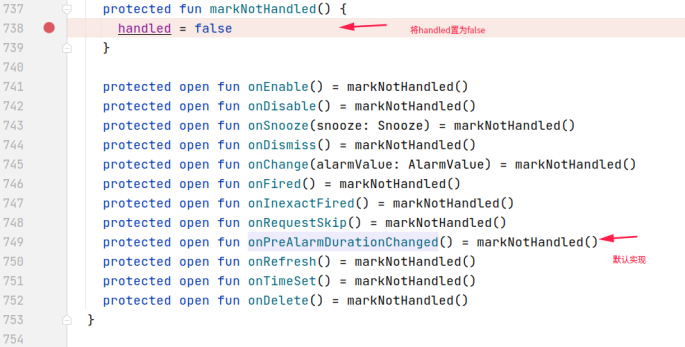 737 protected fun markNotHandled() {
738 handled = false 将handled置为false
739 }
740
741 protected open fun onEnable() = markNotHandled()
742 protected open fun onDisable() = markNotHandled()
743 protected open fun onSnooze(snooze: Snooze) = markNotHandled()
744 protected open fun onDismiss() = markNotHandled()
745 protected open fun onChange(alarmValue: AlarmValue) = markNotHandled()
746 protected open fun onFired() = markNotHandled()
747 protected open fun onInexactFired() = markNotHandled()
748 protected open fun onRequestSkip() = markNotHandled()
749 protected open fun onPreAlarmDurationChanged() = markNotHandled()
750 protected open fun onRefresh() = markNotHandled() 默认实现
751 protected open fun onTimeSet() = markNotHandled()
752 protected open fun onDelete() = markNotHandled()
753 }
754